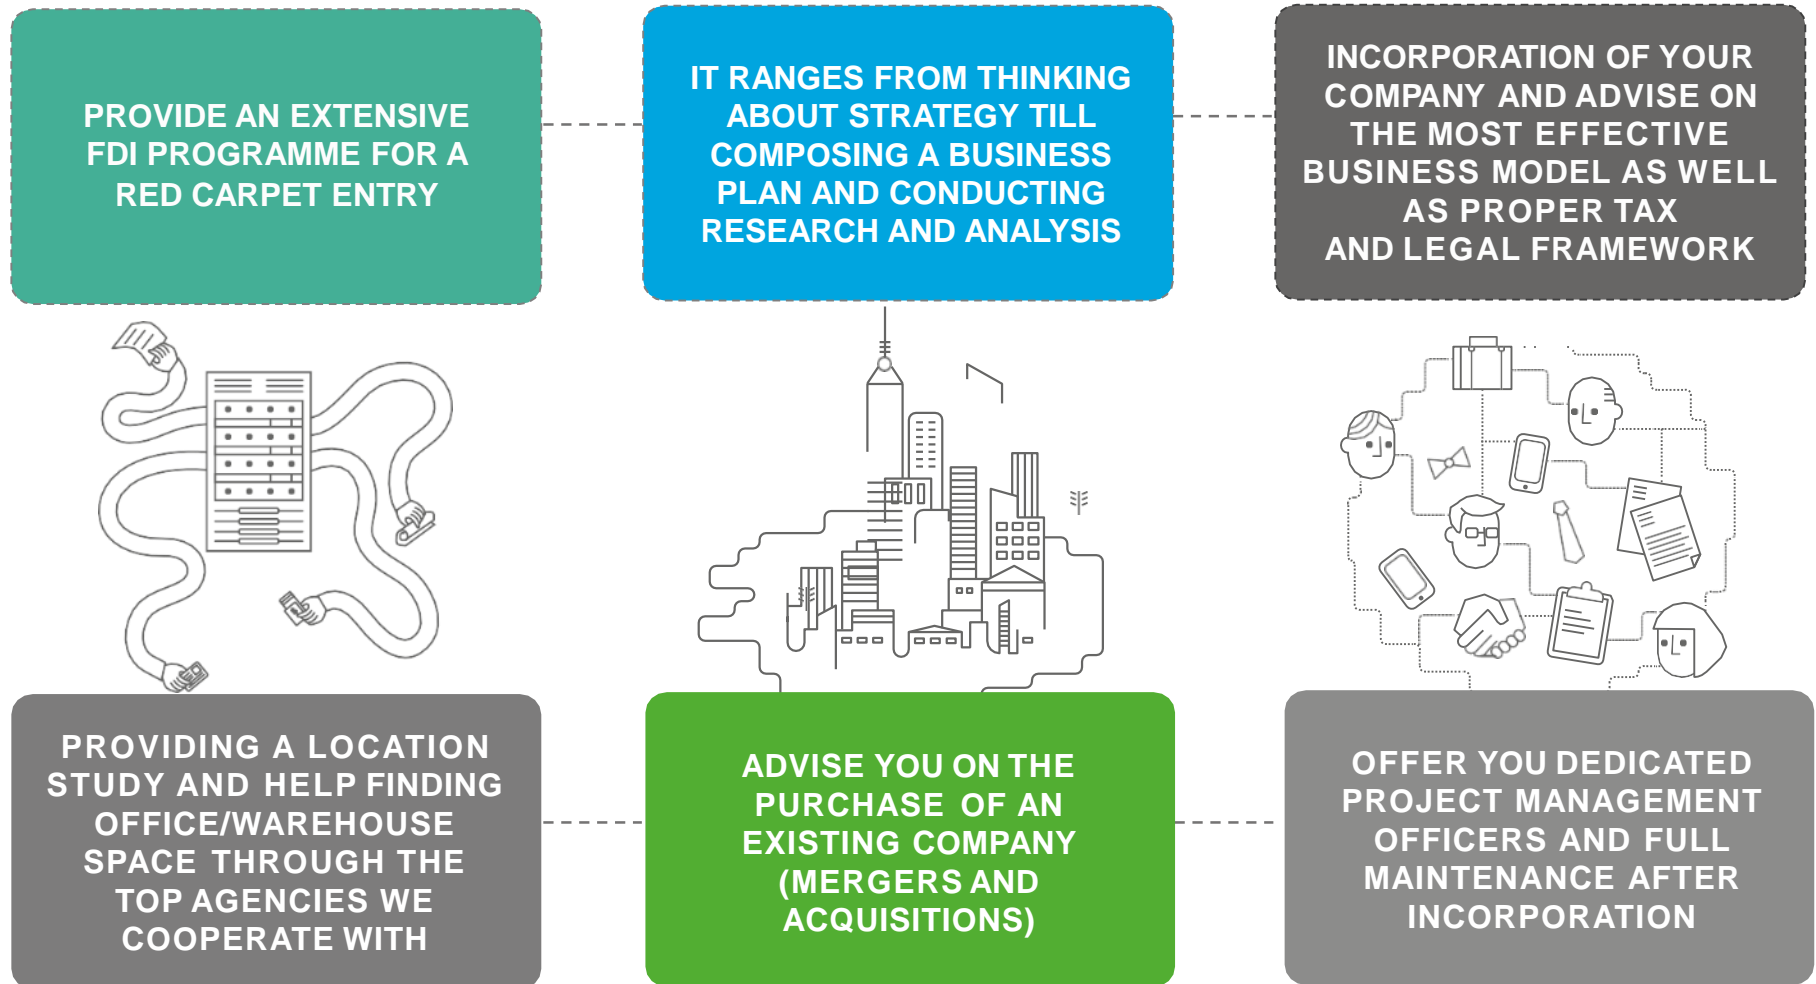 PROVIDE AN EXTENSIVE
FDI PROGRAMME FOR A
RED CARPET ENTRY
IT RANGES FROM THINKING
ABOUT STRATEGY TILL
COMPOSING A BUSINESS
PLAN AND CONDUCTING
RESEARCH AND ANALYSIS
INCORPORATION OF YOUR
COMPANY AND ADVISE ON
THE MOST EFFECTIVE
BUSINESS MODEL AS WELL
AS PROPER TAX
AND LEGAL FRAMEWORK
PROVIDING A LOCATION
STUDY AND HELP FINDING
OFFICE/WAREHOUSE
SPACE THROUGH THE
TOP AGENCIES WE
COOPERATE WITH
ADVISE YOU ON THE
PURCHASE OF AN
EXISTING COMPANY
(MERGERS AND
ACQUISITIONS)
OFFER YOU DEDICATED
PROJECT MANAGEMENT
OFFICERS AND FULL
MAINTENANCE AFTER
INCORPORATION